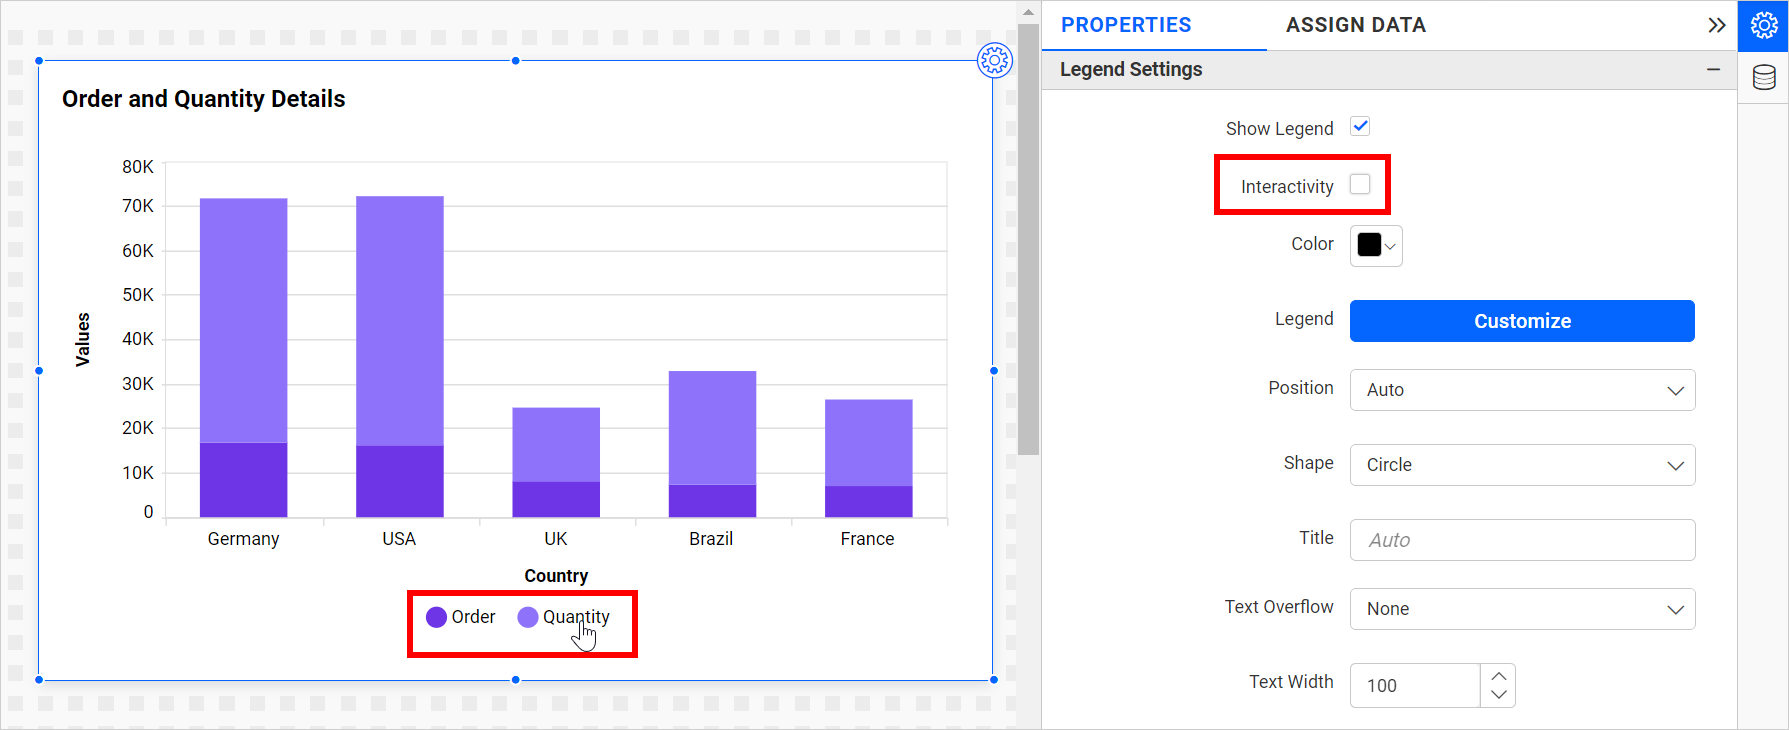 Order and Quantity Details
80K
70K
60K
50K
40K
30K
20K
10K
0
Values
Germany USA UK Brazil France
Country
Order Quantity
PROPERTIES ASSIGN DATA
Legend Settings
Show Legend
Interactivity
Color
Legend Customize
Position Auto
Shape Circle
Title Auto
Text Overflow None
Text Width 100